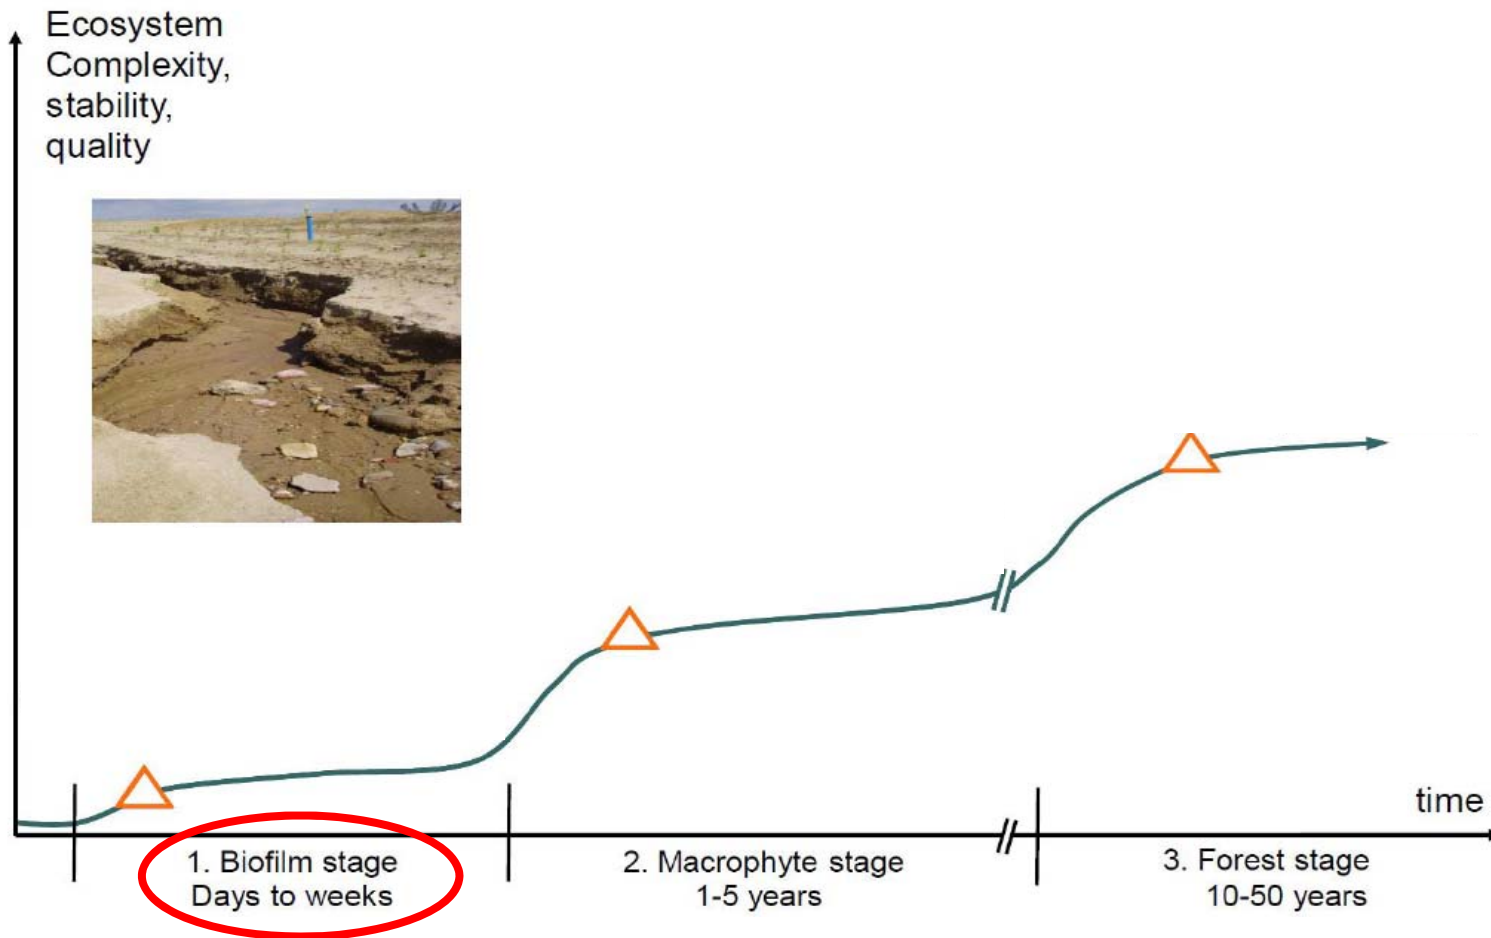 Ecosystem
Complexity,
stability,
quality
time
1. Biofilm stage
Days to weeks
2. Macrophyte stage
1-5 years
3. Forest stage
10-50 years